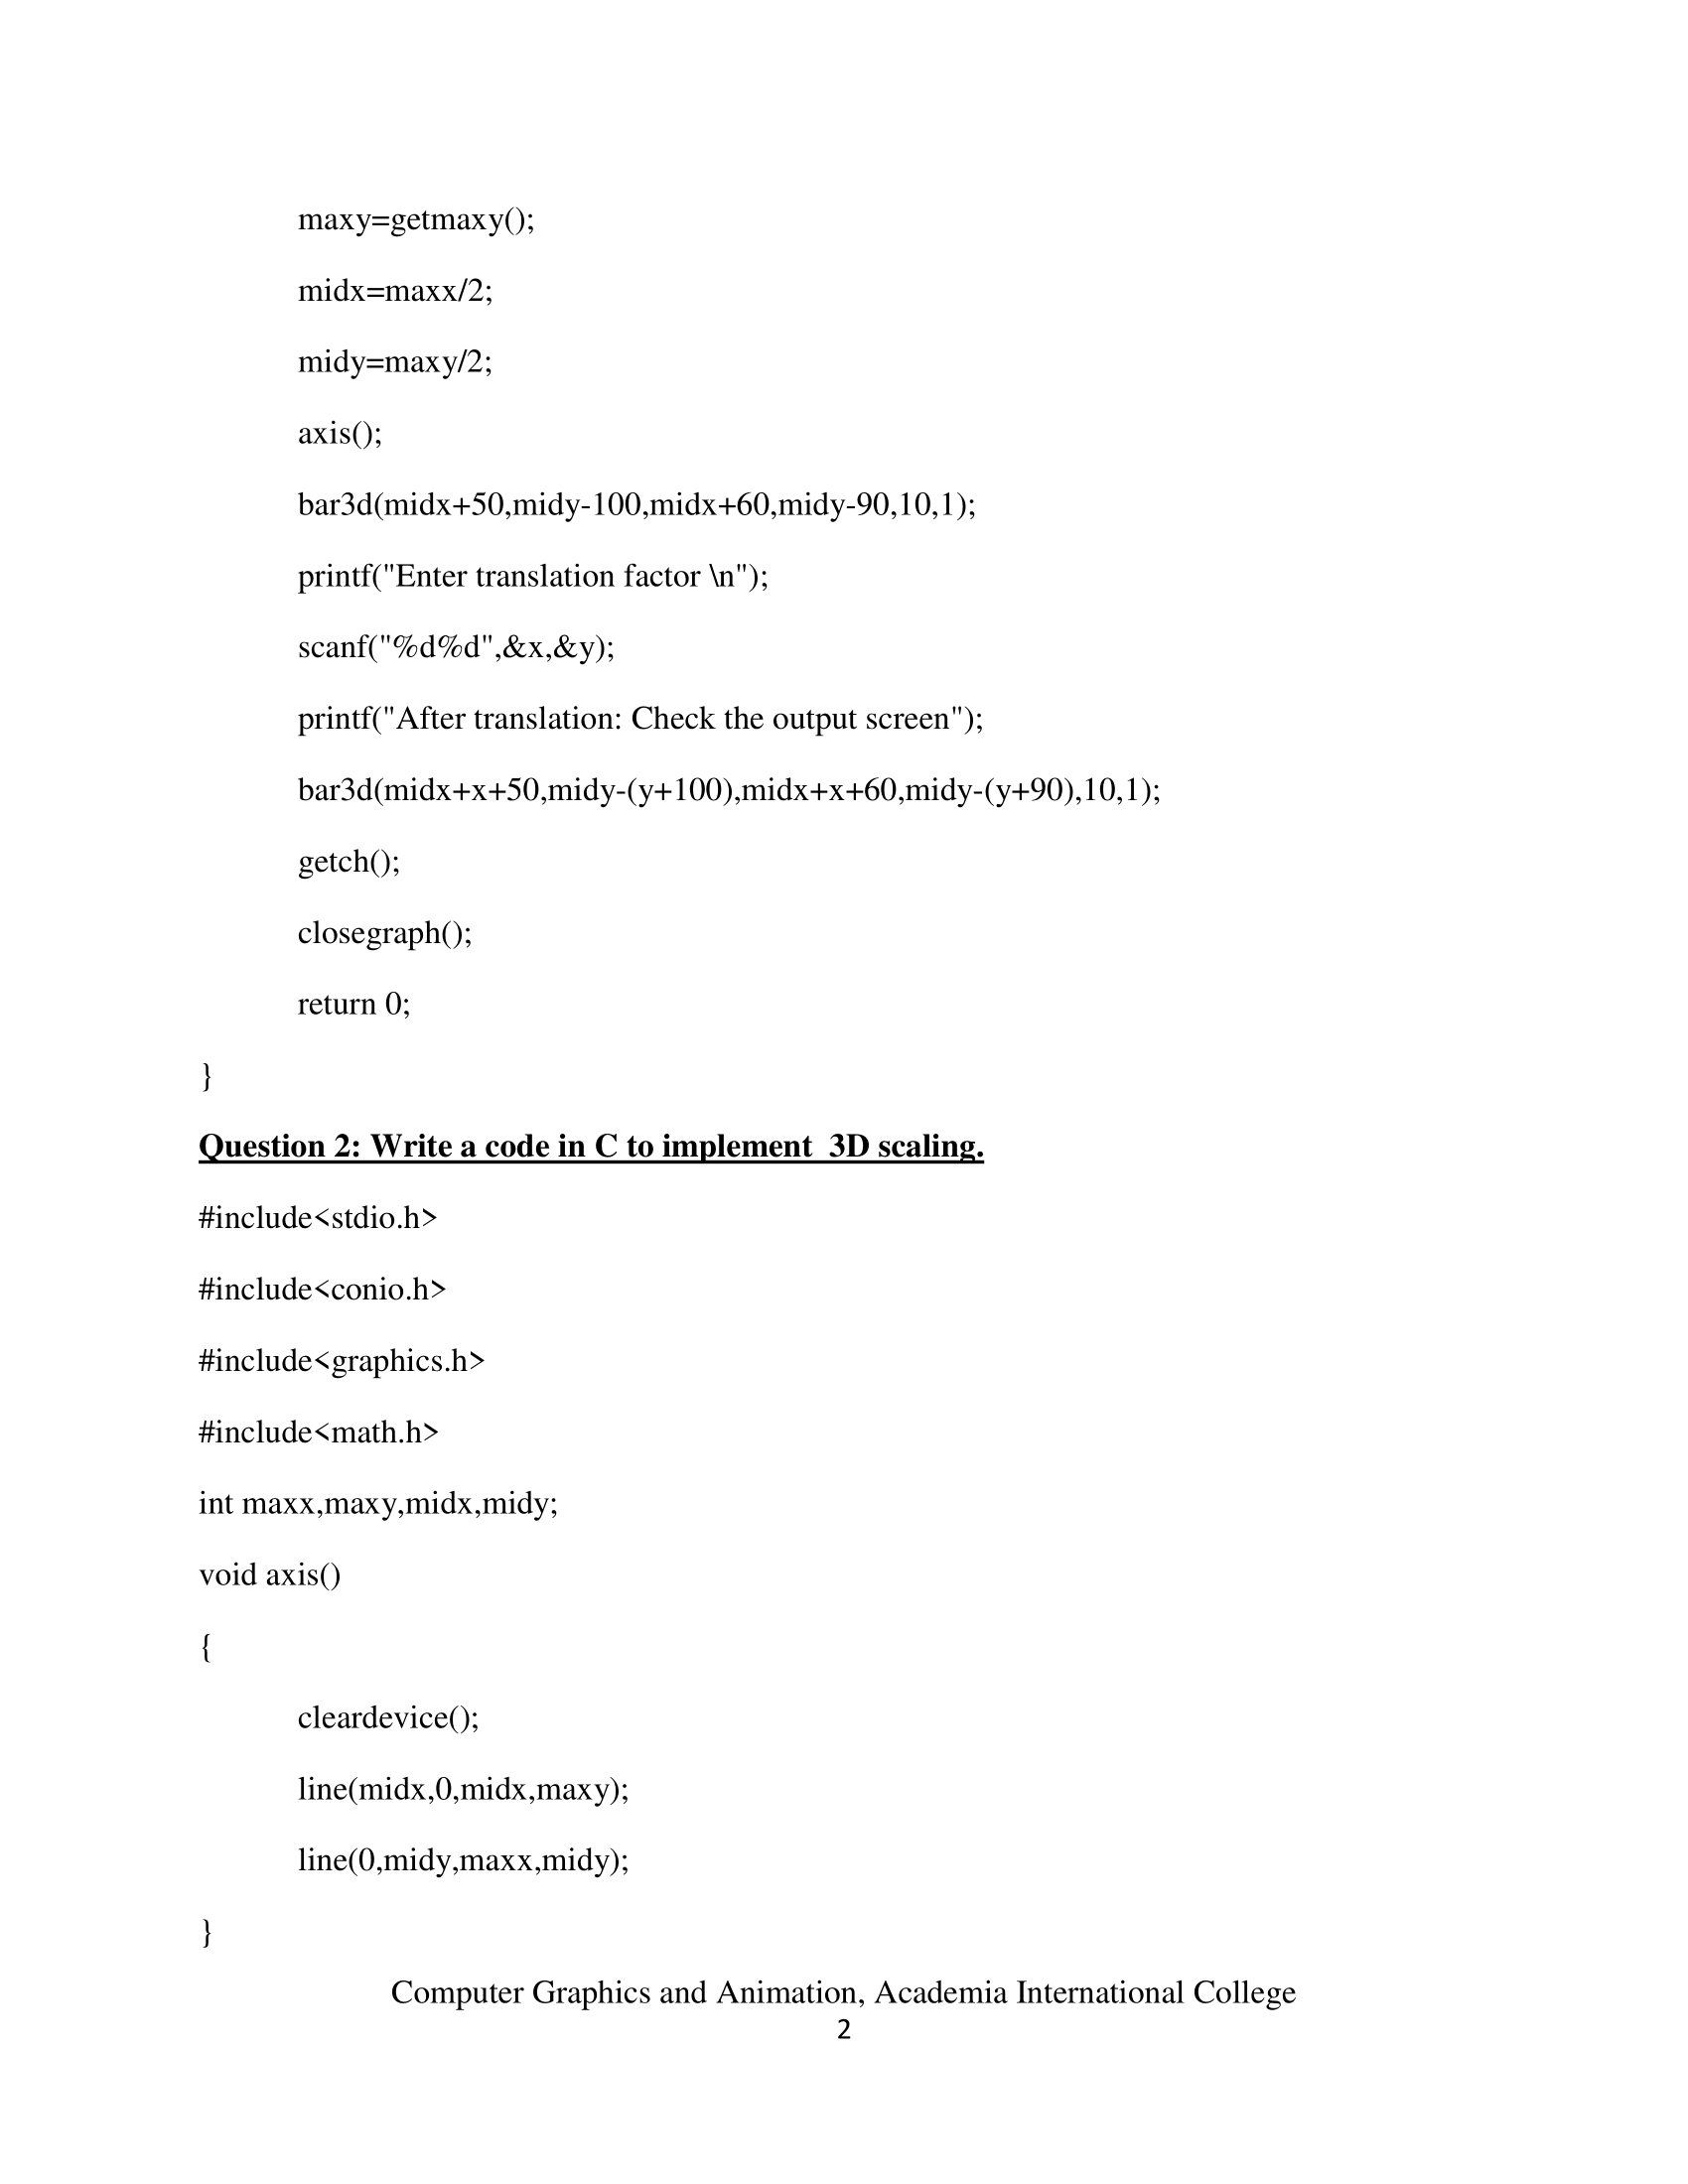 maxy=getmaxy();
midx=maxx/2;
midy=maxy/2;
axis();
bar3d(midx+50,midy-100,midx+60,midy-90,10,1);
printf("Enter translation factor \n");
scanf("%d%d",&x,&y);
printf("After translation: Check the output screen");
bar3d(midx+x+50,midy-(y+100),midx+x+60,midy-(y+90),10,1);
getch();
closegraph();
return 0;
}
Question 2: Write a code in C to implement  3D scaling.
#include<stdio.h>
#include<conio.h>
#include<graphics.h>
#include<math.h>
int maxx,maxy,midx,midy;
void axis()
{
cleardevice();
line(midx,0,midx,maxy);
line(0,midy,maxx,midy);
}
Computer Graphics and Animation, Academia International College
2